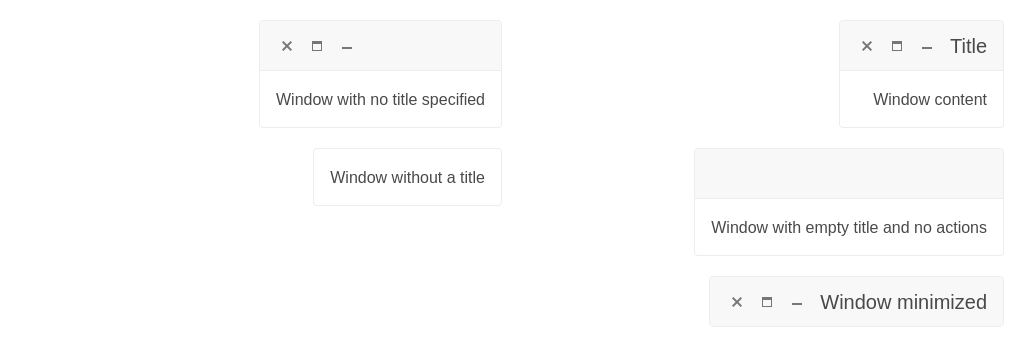 Title
Window content
Window with no title specified
Window with empty title and no actions
Window without a title
Window minimized